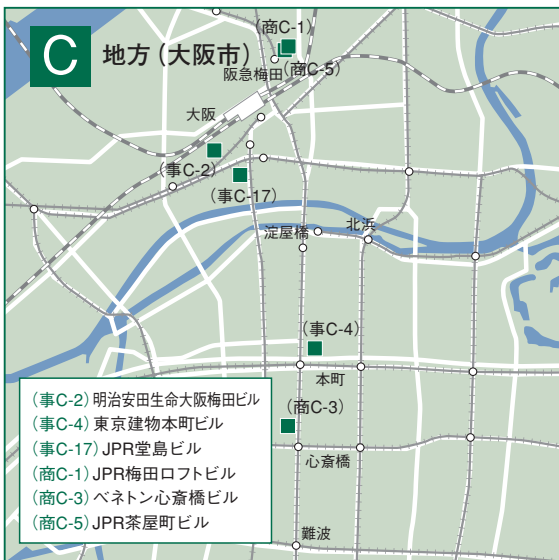 C 地方（大阪市）
（商C-1）
阪急梅田（商C-5）
大阪
（事C-2）
（事C-17）
淀屋橋
北浜
（事C-4）
本町
（商C-3）
心斎橋
難波
（事C-2）明治安田生命大阪梅田ビル
（事C-4）東京建物本町ビル
（事C-17）JPR堂島ビル
（商C-1）JPR梅田ロフトビル
（商C-3）ベネトン心斎橋ビル
（商C-5）JPR茶屋町ビル